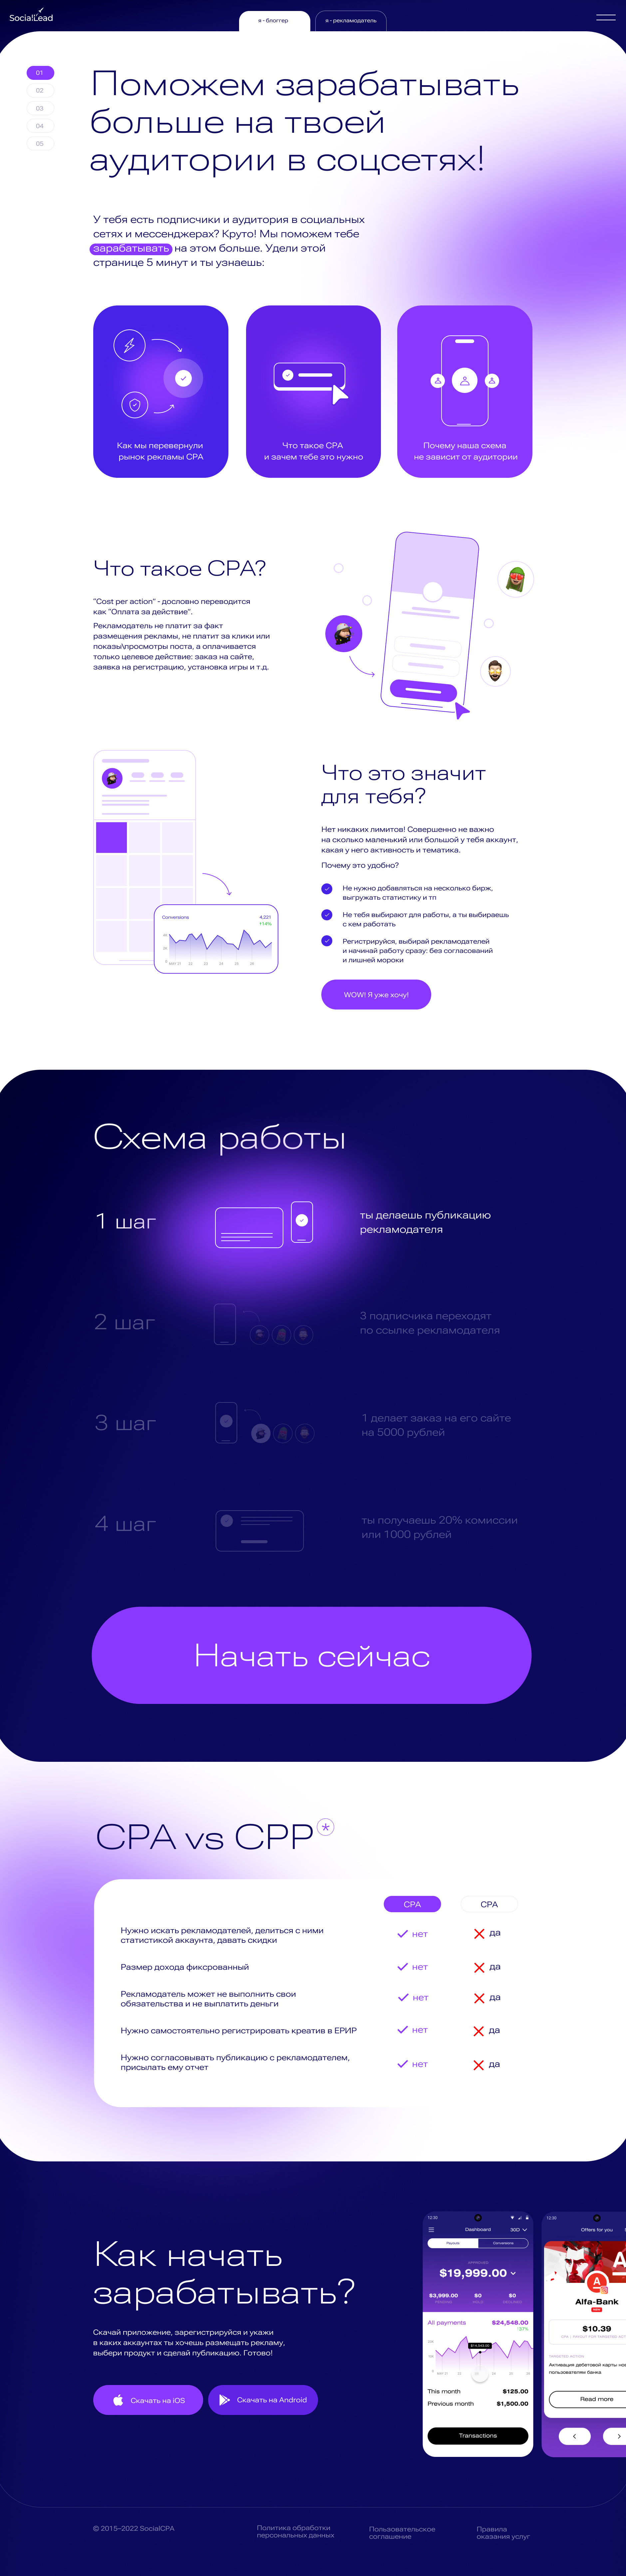 Social Lead
я - блоггер
я - рекламодатель
01
02
03
04
05
Поможем зарабатывать
больше на твоей
аудитории в соцсетях!
У тебя есть подписчики и аудитория в социальных
сетях и мессенджерах? Круто! Мы поможем тебе
зарабатывать на этом больше. Удели этой
странице 5 минут и ты узнаешь:
Как мы перевернули
рынок рекламы CPA
Что такое CPA
и зачем тебе это нужно
Почему наша схема
не зависит от аудитории
Что такое CPA?
"Cost per action" - дословно переводится
как "Оплата за действие".
Рекламодатель не платит за факт
размещения рекламы, не платит за клики или
показы\просмотры поста, а оплачивается
только целевое действие: заказ на сайте,
заявка на регистрацию, установка игры и т.д.
Что это значит
для тебя?
Нет никаких лимитов! Совершенно не важно
на сколько маленький или большой у тебя аккаунт,
какая у него активность и тематика.
Почему это удобно?
Не нужно добавляться на несколько бирж,
выгружать статистику и тп
Не тебя выбирают для работы, а ты выбираешь
с кем работать
Регистрируйся, выбирай рекламодателей
и начинай работу сразу: без согласований
и лишней мороки
WOW! Я уже хочу!
Conversions
4,221
Схема работы
1 шаг
ты делаешь публикацию
рекламодателя
2 шаг
3 подписчика переходят
по ссылке рекламодателя
3 шаг
1 делает заказ на его сайте
на 5000 рублей
4 шаг
ты получаешь 20% комиссии
или 1000 рублей
Начать сейчас
CPA vs CPP*
CPA
CPA
Нужно искать рекламодателей, делиться с ними
статистикой аккаунта, давать скидки
нет
да
Размер дохода фиксрованный
нет
да
Рекламодатель может не выполнить свои
обязательства и не выплатить деньги
нет
да
Нужно самостоятельно регистрировать креатив в ЕРИР
нет
да
Нужно согласовывать публикацию с рекламодателем,
присылать ему отчет
нет
да
Как начать
зарабатывать?
Скачай приложение, зарегистрируйся и укажи
в каких аккаунтах ты хочешь размещать рекламу,
выбери продукт и сделай публикацию. Готово!
Скачать на iOS
Скачать на Android
12:30
Dashboard
30D
Payouts
Conversions
APPROVED
$19,999.00
$3,999.00
$0
$0
All payments
$24,548.00
This month
$125.00
Previous month
$1,500.00
Transactions
12:30
Offers for you
Alfa-Bank
$10.39
Активация дебетовой карты
пользователям банка
Read more
© 2015–2022 SocialCPA
Политика обработки
персональных данных
Пользовательское
соглашение
Правила
оказания услуг